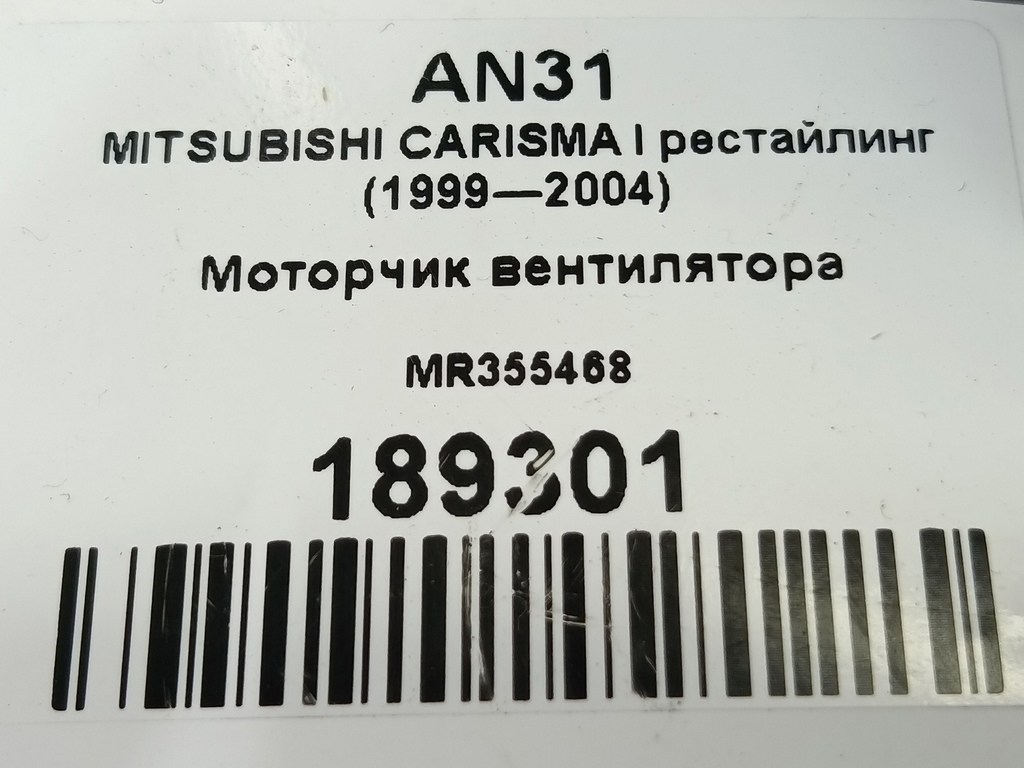 AN31
MITSUBISHI CARISMA I рестайлинг
(1999—2004)
Моторчик вентилятора
MR355468
189301